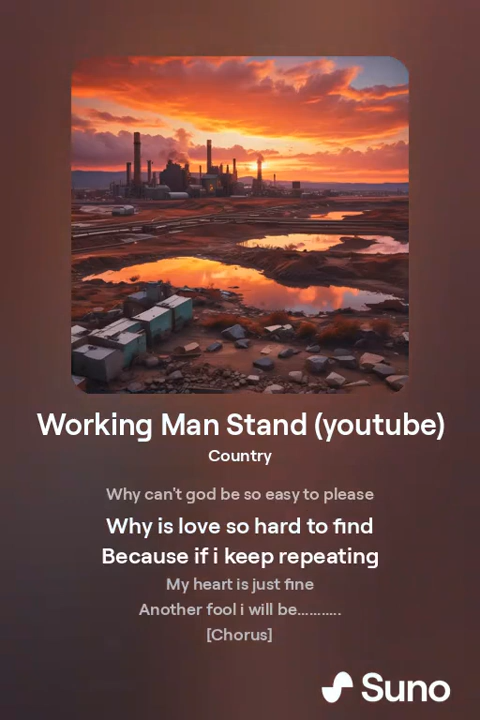 Working Man Stand (youtube)
Country
Why can't god be so easy to please
Why is love so hard to find
Because if i keep repeating
My heart is just fine
Another fool i will be...........
[Chorus]
Suno